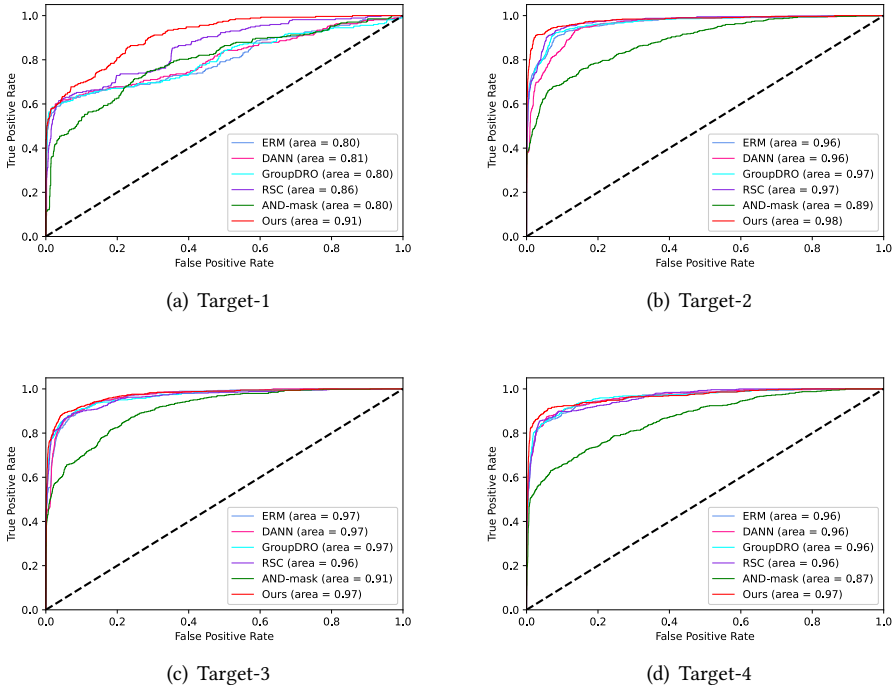 1.0
0.8
0.6
0.4
0.2
0.0
True Positive Rate
ERM (area = 0.80)
DANN (area = 0.81)
GroupDRO (area = 0.80)
RSC (area = 0.86)
AND-mask (area = 0.80)
Ours (area = 0.91)
0.0 0.2 0.4 0.6 0.8 1.0
False Positive Rate
(a) Target-1
1.0
0.8
0.6
0.4
0.2
0.0
True Positive Rate
ERM (area = 0.96)
DANN (area = 0.96)
GroupDRO (area = 0.97)
RSC (area = 0.97)
AND-mask (area = 0.89)
Ours (area = 0.98)
0.0 0.2 0.4 0.6 0.8 1.0
False Positive Rate
(b) Target-2
1.0
0.8
0.6
0.4
0.2
0.0
True Positive Rate
ERM (area = 0.97)
DANN (area = 0.97)
GroupDRO (area = 0.97)
RSC (area = 0.96)
AND-mask (area = 0.91)
Ours (area = 0.97)
0.0 0.2 0.4 0.6 0.8 1.0
False Positive Rate
(c) Target-3
1.0
0.8
0.6
0.4
0.2
0.0
True Positive Rate
ERM (area = 0.96)
DANN (area = 0.96)
GroupDRO (area = 0.96)
RSC (area = 0.96)
AND-mask (area = 0.87)
Ours (area = 0.97)
0.0 0.2 0.4 0.6 0.8 1.0
False Positive Rate
(d) Target-4